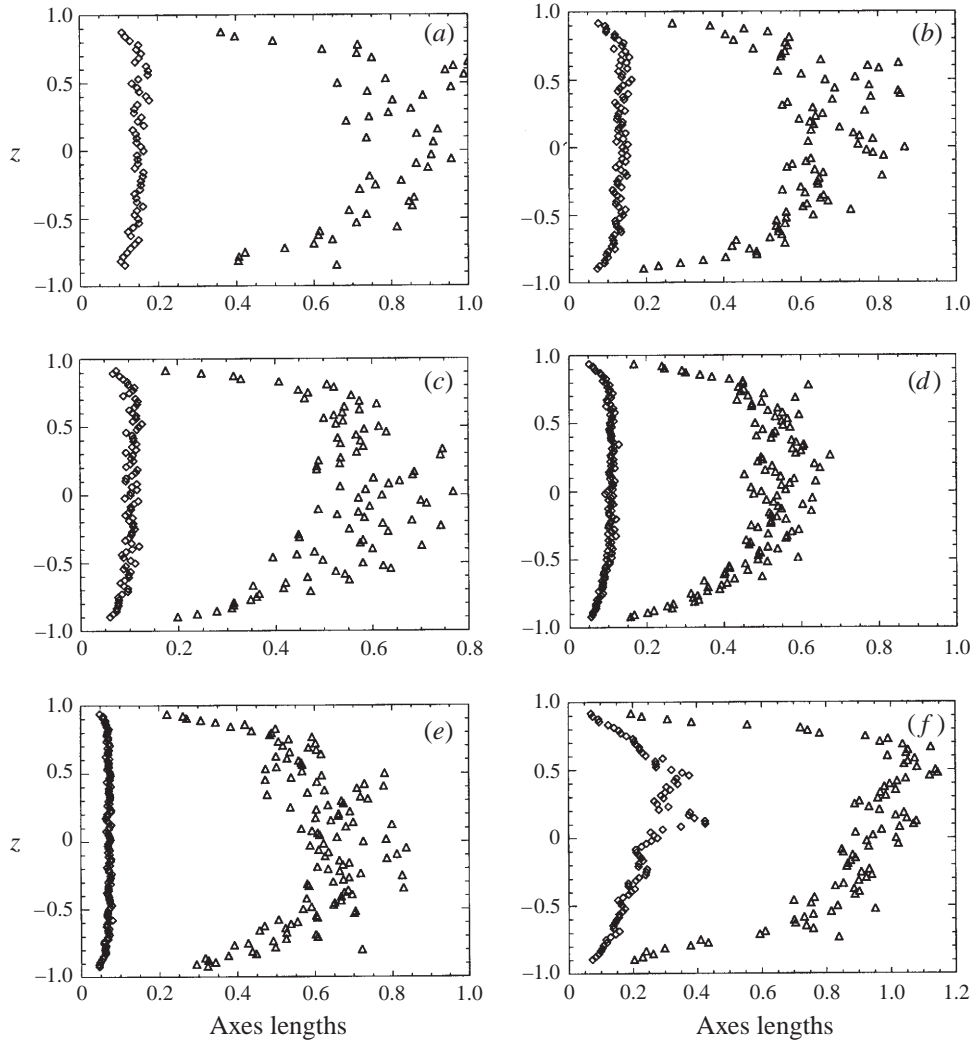 1.0 (a) 1.0 (b)
0.5 0.5
z 0 0
–0.5 –0.5
–1.0 –1.0
0 0.2 0.4 0.6 0.8 1.0 0 0.2 0.4 0.6 0.8 1.0
1.0 (c) 1.0 (d)
0.5 0.5
z 0 0
–0.5 –0.5
–1.0 –1.0
0 0.2 0.4 0.6 0.8 0 0.2 0.4 0.6 0.8 1.0
1.0 (e) 1.0 (f)
0.5 0.5
z 0 0
–0.5 –0.5
–1.0 –1.0
0 0.2 0.4 0.6 0.8 1.0 0 0.2 0.4 0.6 0.8 1.0 1.2
Axes lengths Axes lengths